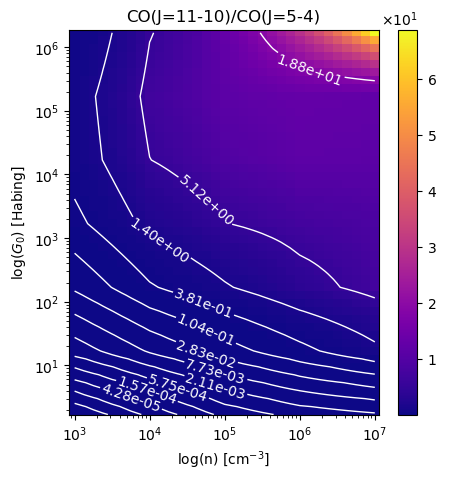 CO(J=11-10)/CO(J=5-4)
×10¹
10⁶
10⁵
10⁴
10³
10²
10¹
log(G₀) [Habing]
1.88e+01
5.12e+00
1.40e+00
3.81e-01
1.04e-01
2.83e-02
7.73e-03
2.11e-03
5.75e-04
1.57e-04
4.28e-05
10³
10⁴
10⁵
10⁶
10⁷
log(n) [cm⁻³]
6
5
4
3
2
1